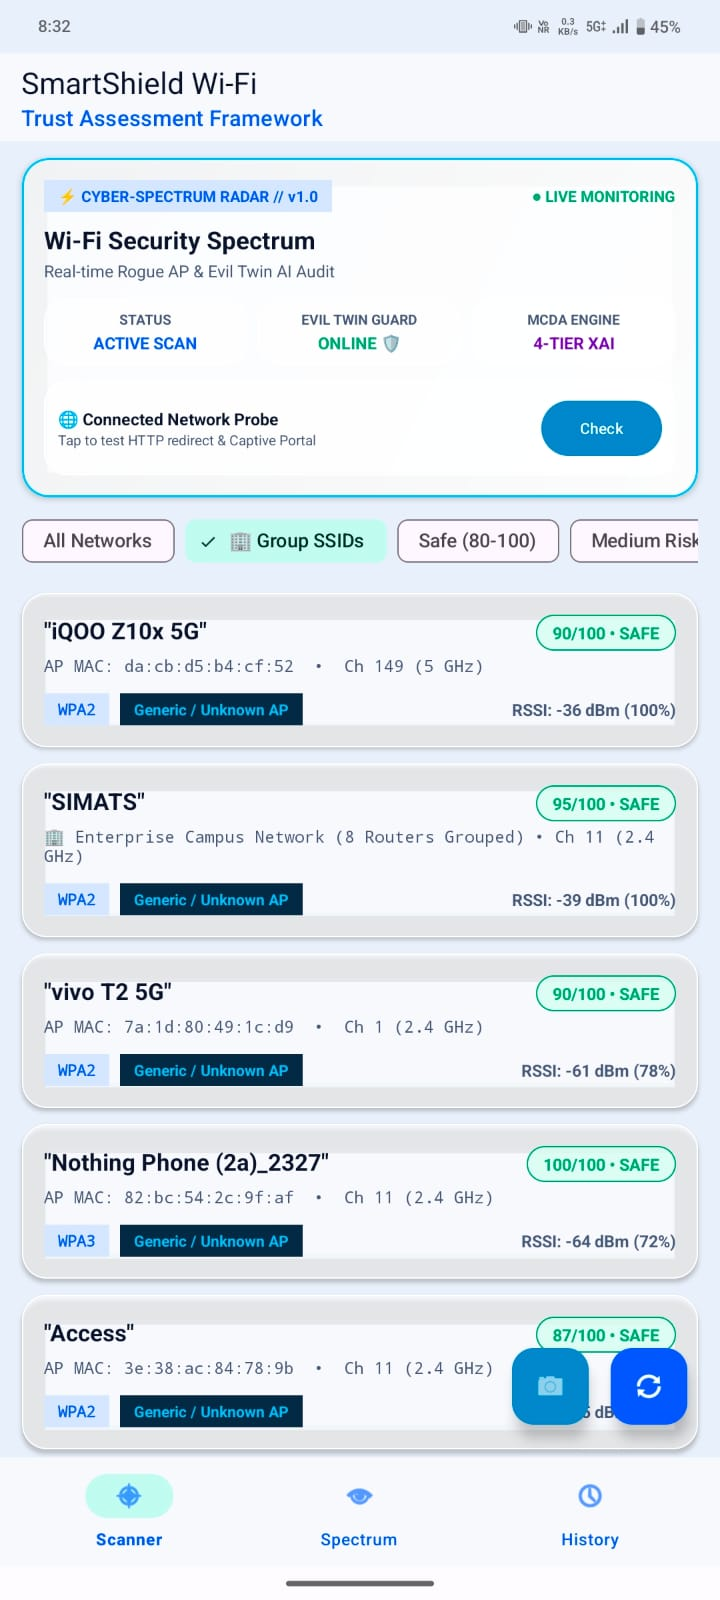 8:32
Vo NR 0.3 KB/s 5G‡ 45%
SmartShield Wi-Fi
Trust Assessment Framework
⚡ CYBER-SPECTRUM RADAR // v1.0
● LIVE MONITORING
Wi-Fi Security Spectrum
Real-time Rogue AP & Evil Twin AI Audit
STATUS EVIL TWIN GUARD MCDA ENGINE
ACTIVE SCAN ONLINE 🛡️ 4-TIER XAI
🌐 Connected Network Probe
Tap to test HTTP redirect & Captive Portal
Check
All Networks ✓ 🏢 Group SSIDs Safe (80-100) Medium Risk
"iQOO Z10x 5G" 90/100 • SAFE
AP MAC: da:cb:d5:b4:cf:52 • Ch 149 (5 GHz)
WPA2 Generic / Unknown AP RSSI: -36 dBm (100%)
"SIMATS" 95/100 • SAFE
🏢 Enterprise Campus Network (8 Routers Grouped) • Ch 11 (2.4
GHz)
WPA2 Generic / Unknown AP RSSI: -39 dBm (100%)
"vivo T2 5G" 90/100 • SAFE
AP MAC: 7a:1d:80:49:1c:d9 • Ch 1 (2.4 GHz)
WPA2 Generic / Unknown AP RSSI: -61 dBm (78%)
"Nothing Phone (2a)_2327" 100/100 • SAFE
AP MAC: 82:bc:54:2c:9f:af • Ch 11 (2.4 GHz)
WPA3 Generic / Unknown AP RSSI: -64 dBm (72%)
"Access" 87/100 • SAFE
AP MAC: 3e:38:ac:84:78:9b • Ch 11 (2.4 GHz)
WPA2 Generic / Unknown AP
Scanner Spectrum History